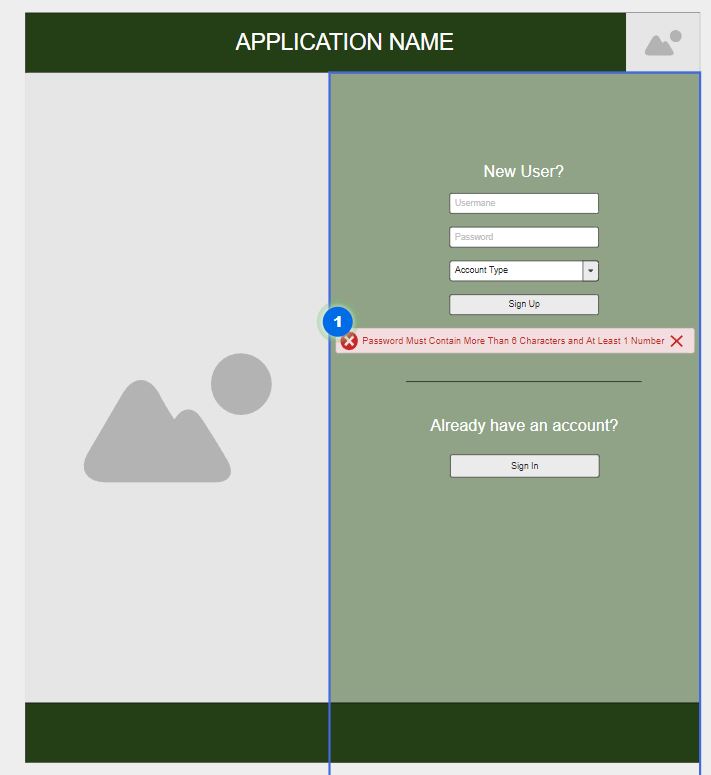 APPLICATION NAME
New User?
Usermane
Password
Account Type
Sign Up
1
Password Must Contain More Than 6 Characters and At Least 1 Number
Already have an account?
Sign In